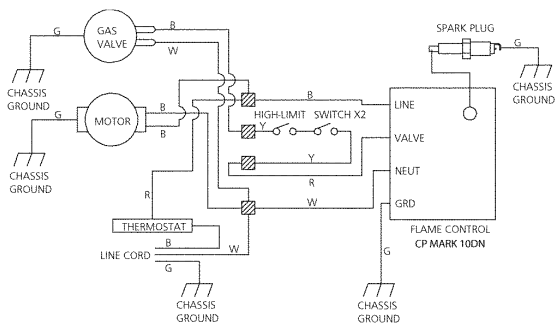 SPARK PLUG
G
GAS
VALVE
B
W
G
CHASSIS
GROUND
CHASSIS
GROUND
B
LINE
G
MOTOR
B
B
HIGH-LIMIT SWITCH X2
Y
VALVE
Y
R
NEUT
CHASSIS
GROUND
R
W
GRD
THERMOSTAT
FLAME CONTROL
CP MARK 10DN
B
LINE CORD
W
G
G
CHASSIS
GROUND
CHASSIS
GROUND